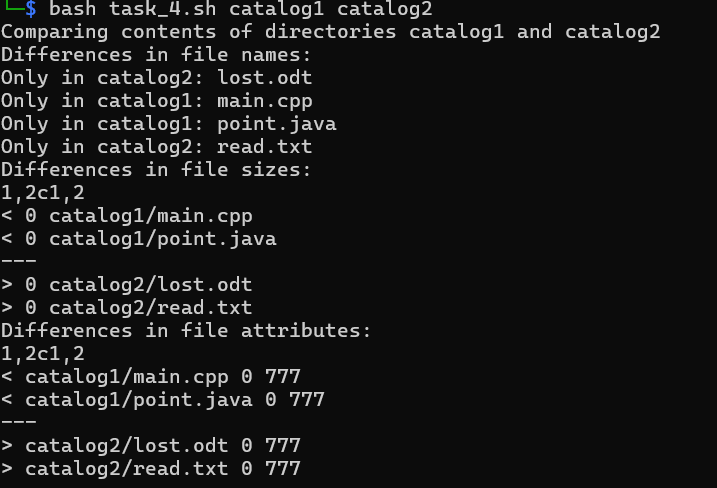 └─$ bash task_4.sh catalog1 catalog2
Comparing contents of directories catalog1 and catalog2
Differences in file names:
Only in catalog2: lost.odt
Only in catalog1: main.cpp
Only in catalog1: point.java
Only in catalog2: read.txt
Differences in file sizes:
1,2c1,2
< 0 catalog1/main.cpp
< 0 catalog1/point.java
---
> 0 catalog2/lost.odt
> 0 catalog2/read.txt
Differences in file attributes:
1,2c1,2
< catalog1/main.cpp 0 777
< catalog1/point.java 0 777
---
> catalog2/lost.odt 0 777
> catalog2/read.txt 0 777